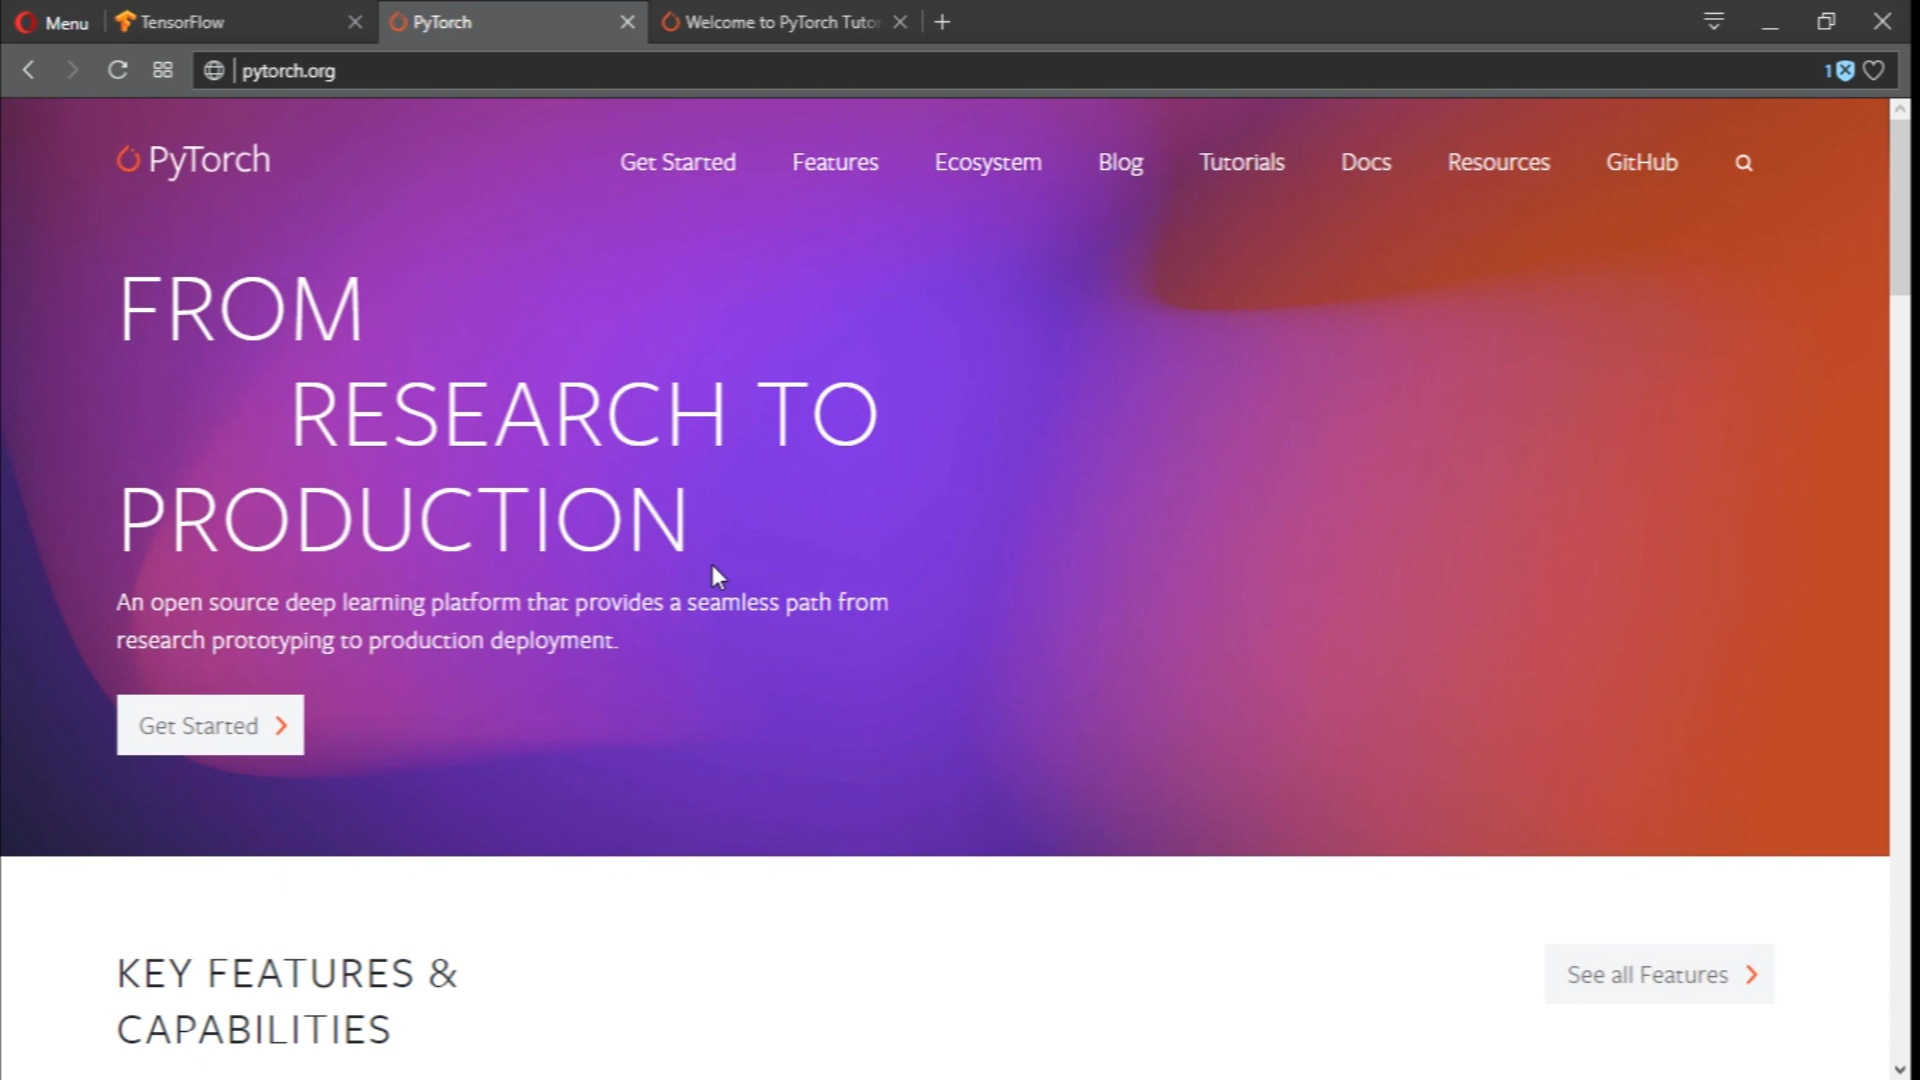 Menu
TensorFlow
PyTorch
Welcome to PyTorch Tutor
pytorch.org
1
PyTorch
Get Started
Features
Ecosystem
Blog
Tutorials
Docs
Resources
GitHub
FROM
RESEARCH TO
PRODUCTION
An open source deep learning platform that provides a seamless path from
research prototyping to production deployment.
Get Started
KEY FEATURES &
CAPABILITIES
See all Features